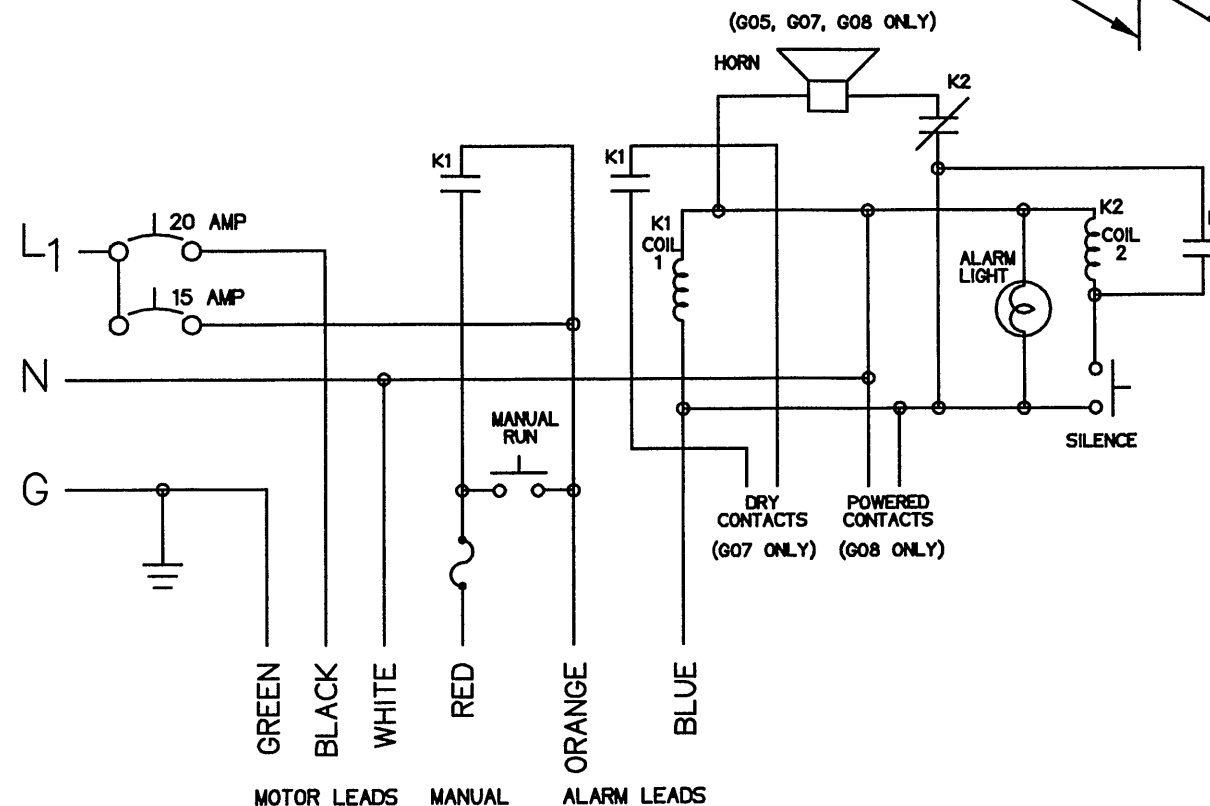 (G05, G07, G08 ONLY)
HORN
K2
K1
K1
20 AMP
L1
K1
COIL
1
K2
COIL
2
ALARM
LIGHT
15 AMP
N
MANUAL
RUN
SILENCE
G
DRY
CONTACTS
(G07 ONLY)
POWERED
CONTACTS
(G08 ONLY)
GREEN
BLACK
WHITE
RED
ORANGE
BLUE
MOTOR LEADS
MANUAL
ALARM LEADS